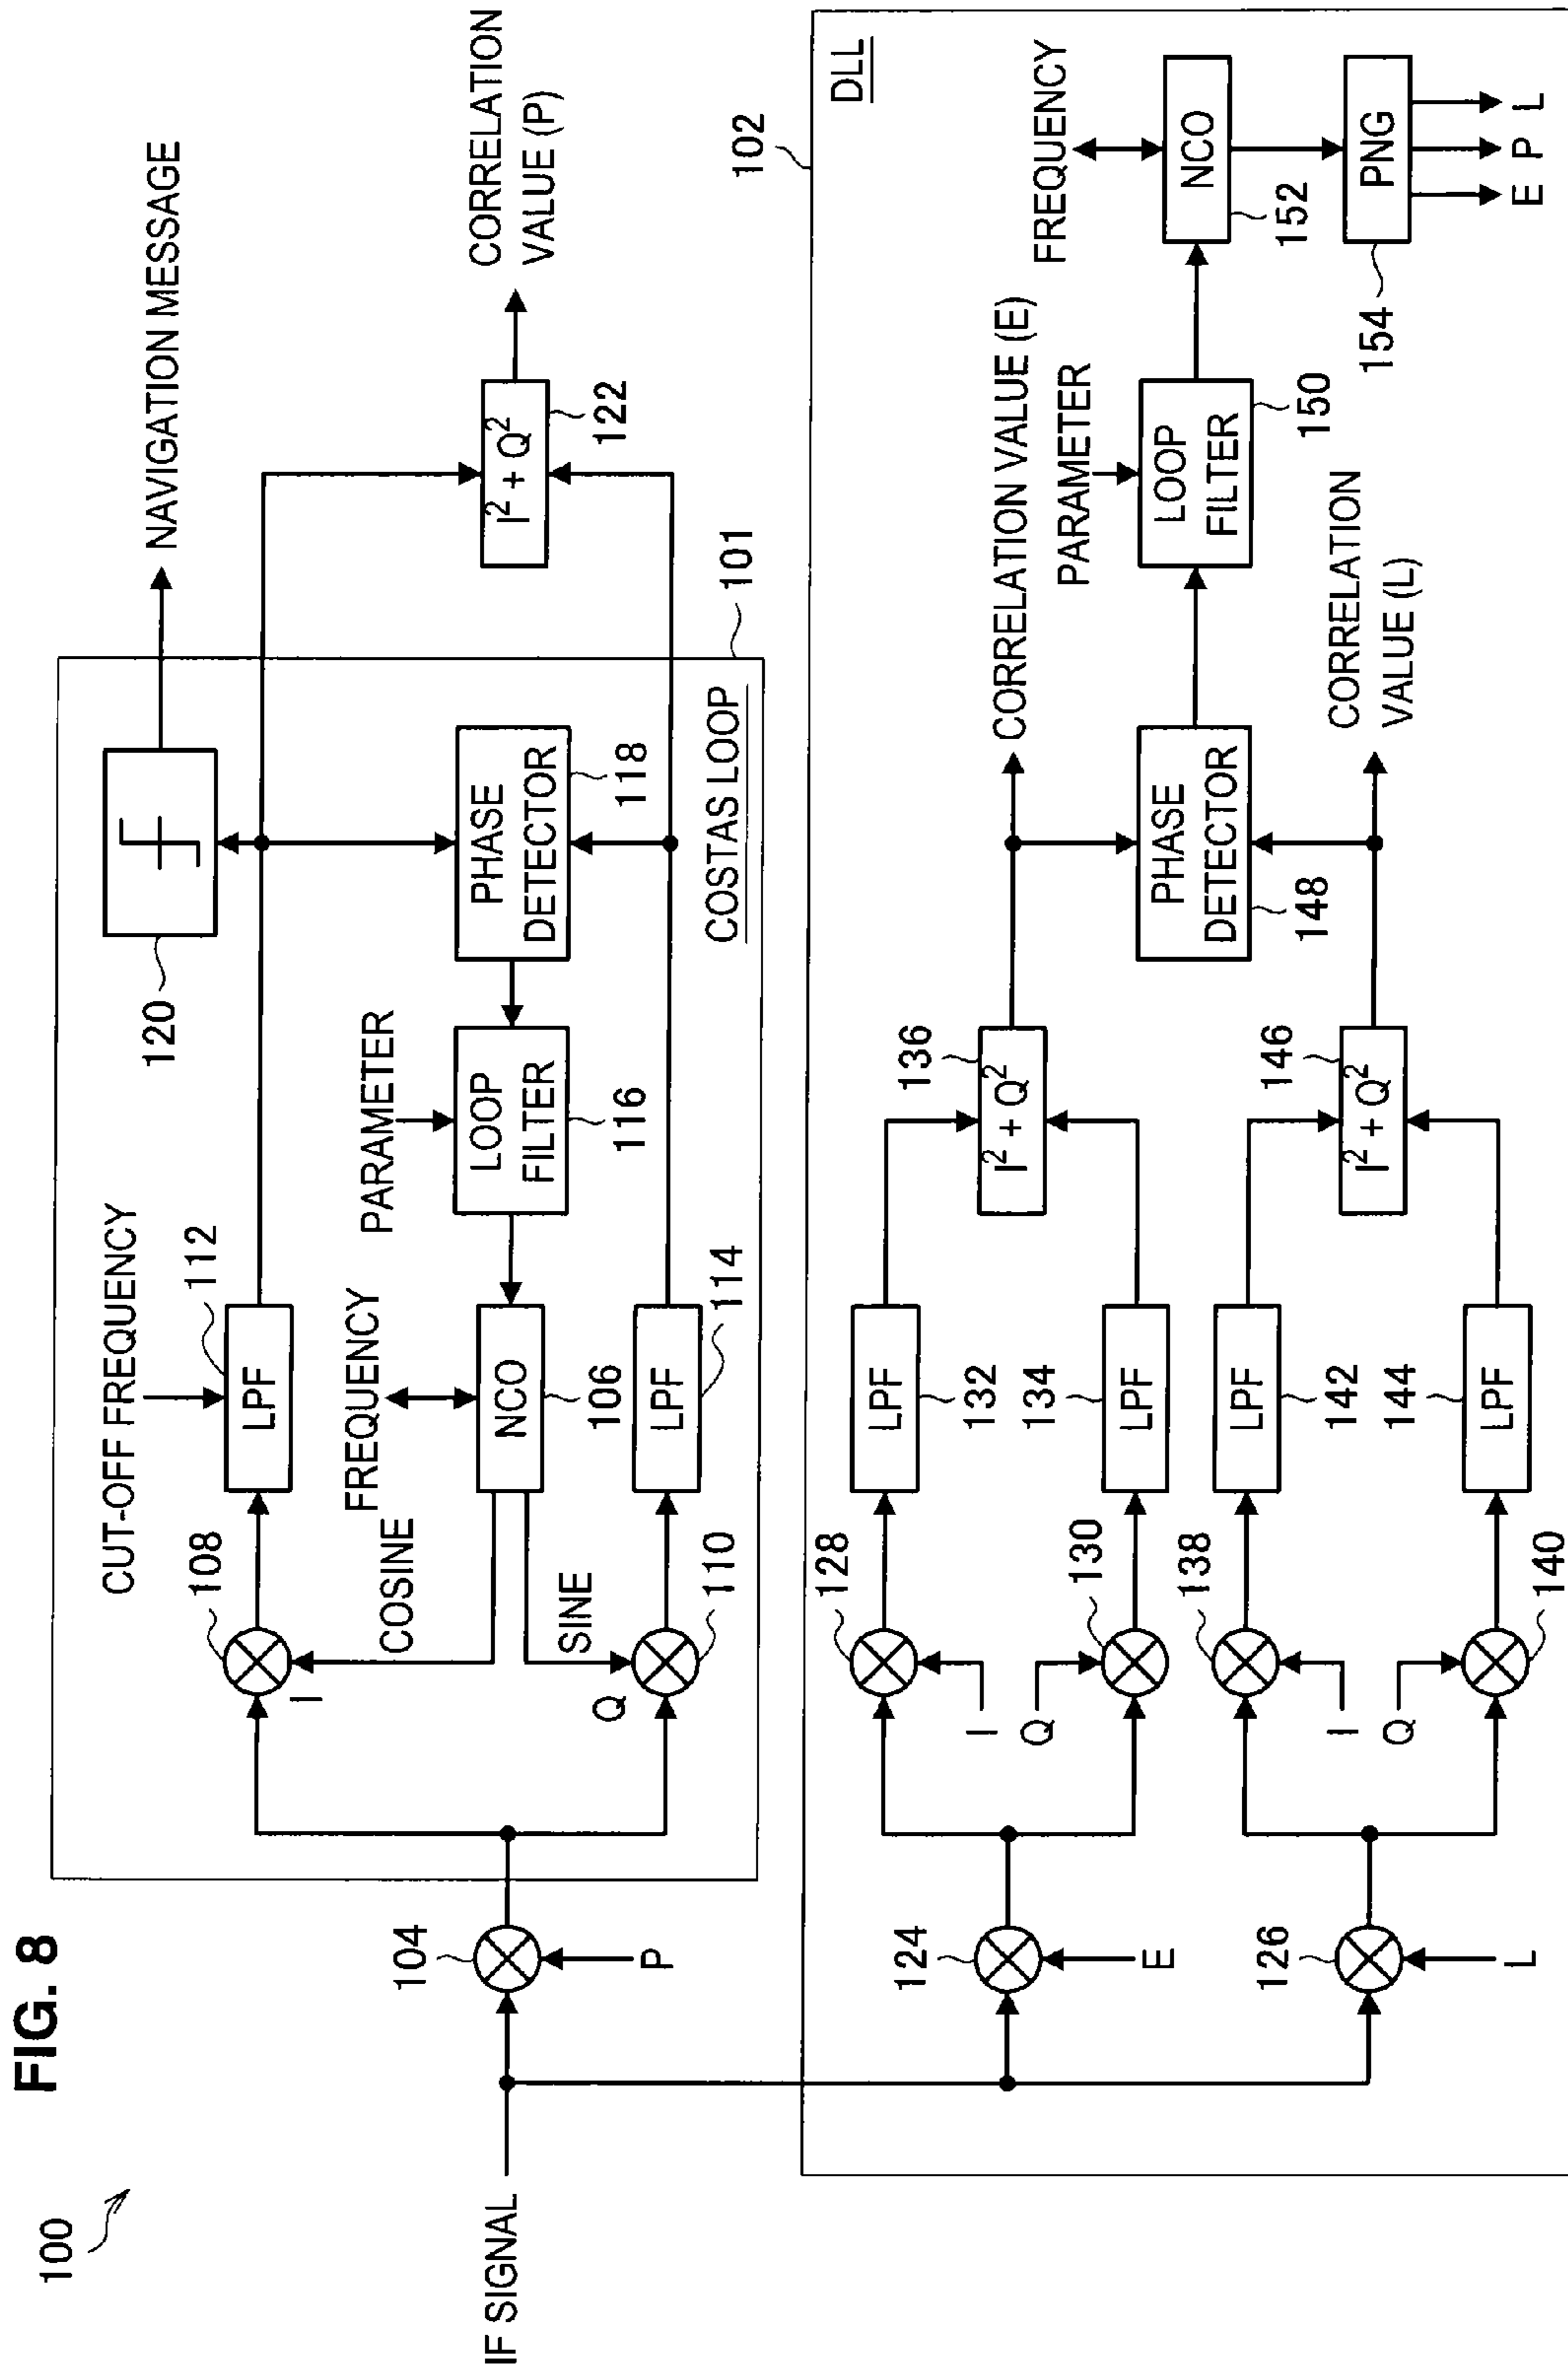 FIG. 8
100
IF SIGNAL
104
P
COSTAS LOOP
101
108
I
COSINE
SINE
Q
110
CUT-OFF FREQUENCY
112
LPF
FREQUENCY
NCO
106
LPF
114
PARAMETER
LOOP
FILTER
116
PHASE
DETECTOR
118
120
NAVIGATION MESSAGE
I² + Q²
122
CORRELATION
VALUE (P)
DLL
102
124
E
126
L
128
I
Q
130
138
I
Q
140
LPF
132
134
LPF
LPF
142
144
LPF
136
I² + Q²
146
I² + Q²
CORRELATION VALUE (E)
PHASE
DETECTOR
148
CORRELATION
VALUE (L)
PARAMETER
LOOP
FILTER
150
FREQUENCY
NCO
152
PNG
154
E P L